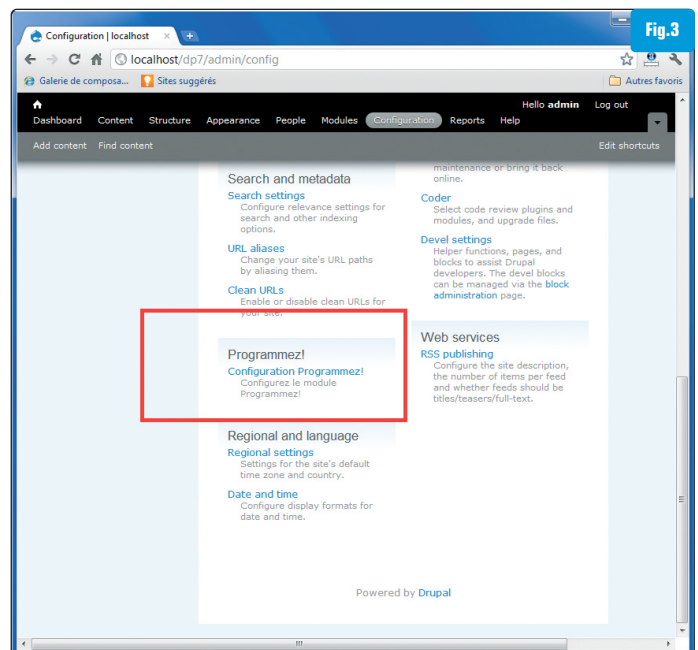 Fig.3
Configuration | localhost
localhost/dp7/admin/config
Galerie de composa...
Sites suggérés
Autres favoris
Hello admin
Log out
Dashboard
Content
Structure
Appearance
People
Modules
Configuration
Reports
Help
Add content
Find content
Edit shortcuts
Search and metadata
Search settings
Configure relevance settings for
search and other indexing
options.
URL aliases
Change your site's URL paths
by aliasing them.
Clean URLs
Enable or disable clean URLs for
your site.
Programmez!
Configuration Programmez!
Configurez le module
Programmez!
Regional and language
Regional settings
Settings for the site's default
time zone and country.
Date and time
Configure display formats for
date and time.
maintenance or bring it back
online.
Coder
Select code review plugins and
modules, and upgrade files.
Devel settings
Helper functions, pages, and
blocks to assist Drupal
developers. The devel blocks
can be managed via the block
administration page.
Web services
RSS publishing
Configure the site description,
the number of items per feed
and whether feeds should be
titles/teasers/full-text.
Powered by Drupal